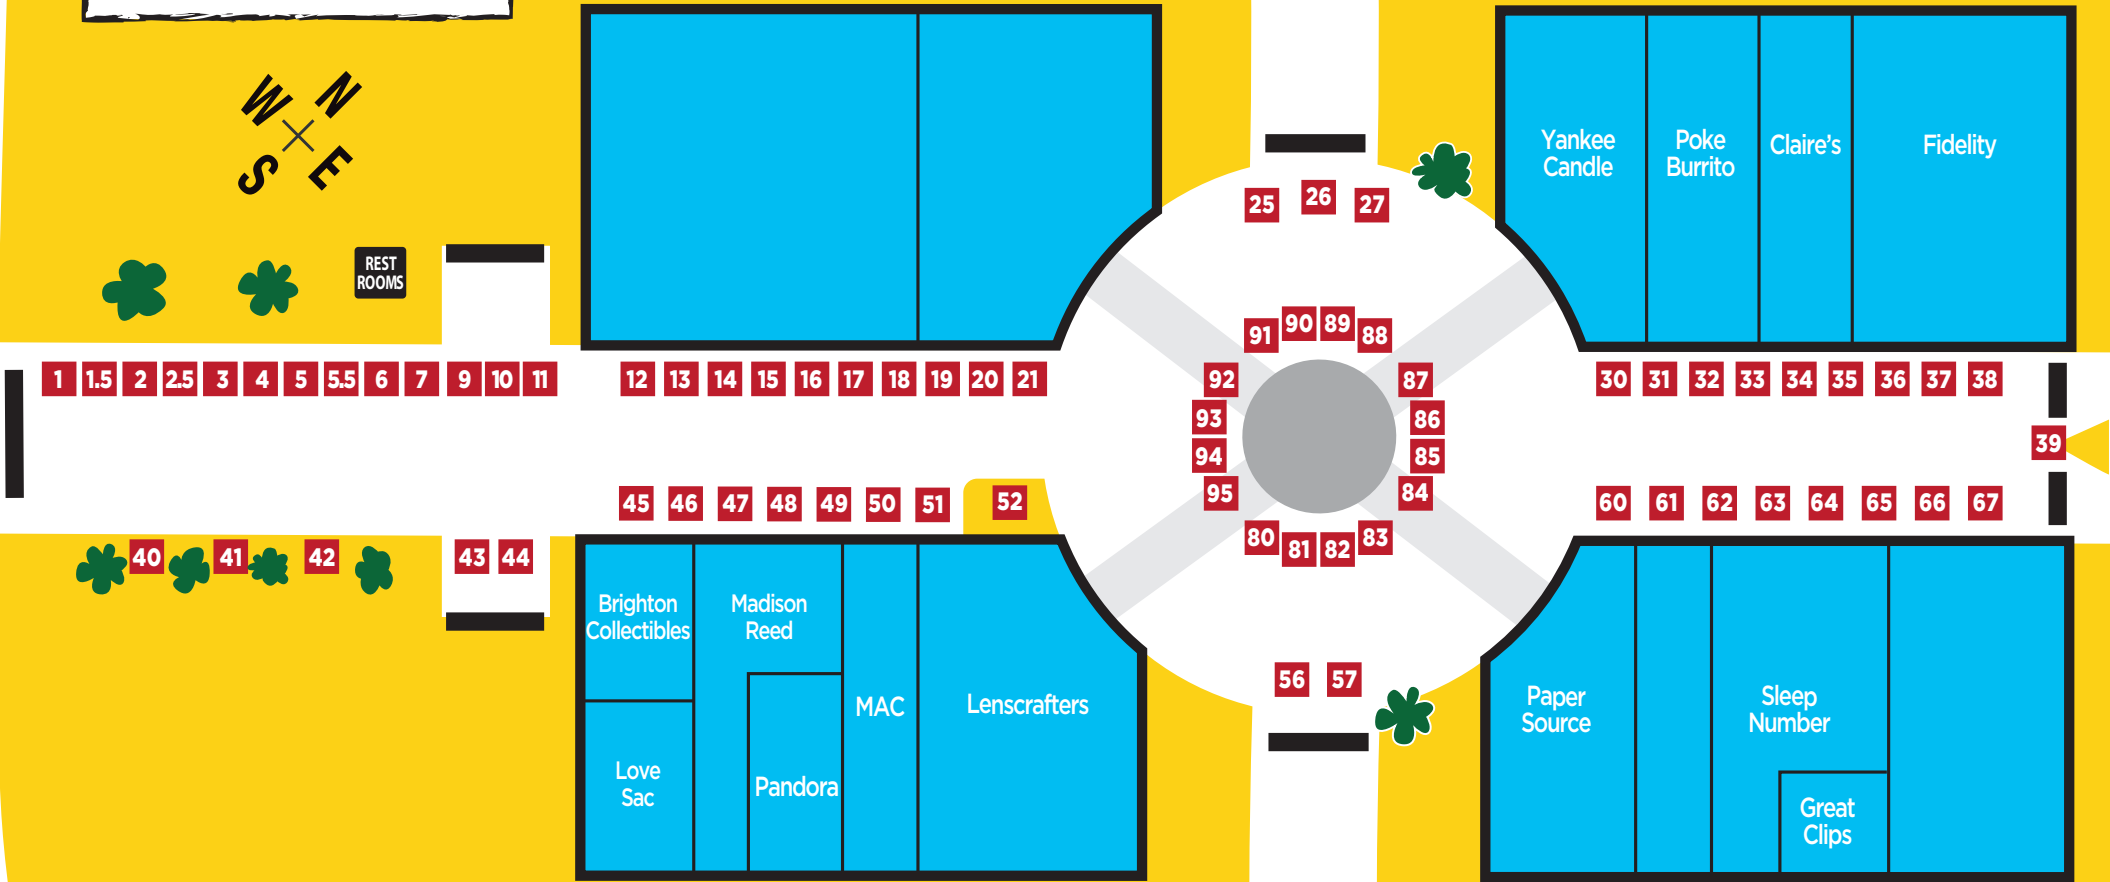 W N
S E
REST
ROOMS
Yankee
Candle
Poke
Burrito
Claire's
Fidelity
25 26 27
91 90 89 88
1 1.5 2 2.5 3 4 5 5.5 6 7 9 10 11
12 13 14 15 16 17 18 19 20 21
92 87
30 31 32 33 34 35 36 37 38
93 86
39
94 85
45 46 47 48 49 50 51 52
95 84
60 61 62 63 64 65 66 67
80 81 82 83
40 41 42 43 44
Brighton
Collectibles
Madison
Reed
MAC
Lenscrafters
Love
Sac
Pandora
56 57
Paper
Source
Sleep
Number
Great
Clips